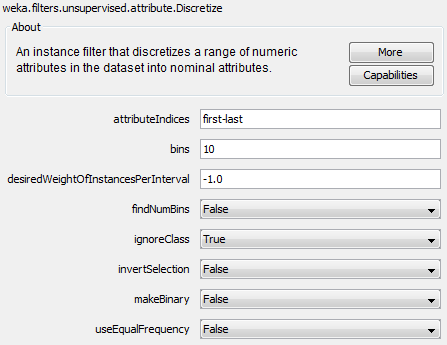 weka.filters.unsupervised.attribute.Discretize
About
An instance filter that discretizes a range of numeric
attributes in the dataset into nominal attributes.
More
Capabilities
attributeIndices first-last
bins 10
desiredWeightOfInstancesPerInterval -1.0
findNumBins False
ignoreClass True
invertSelection False
makeBinary False
useEqualFrequency False